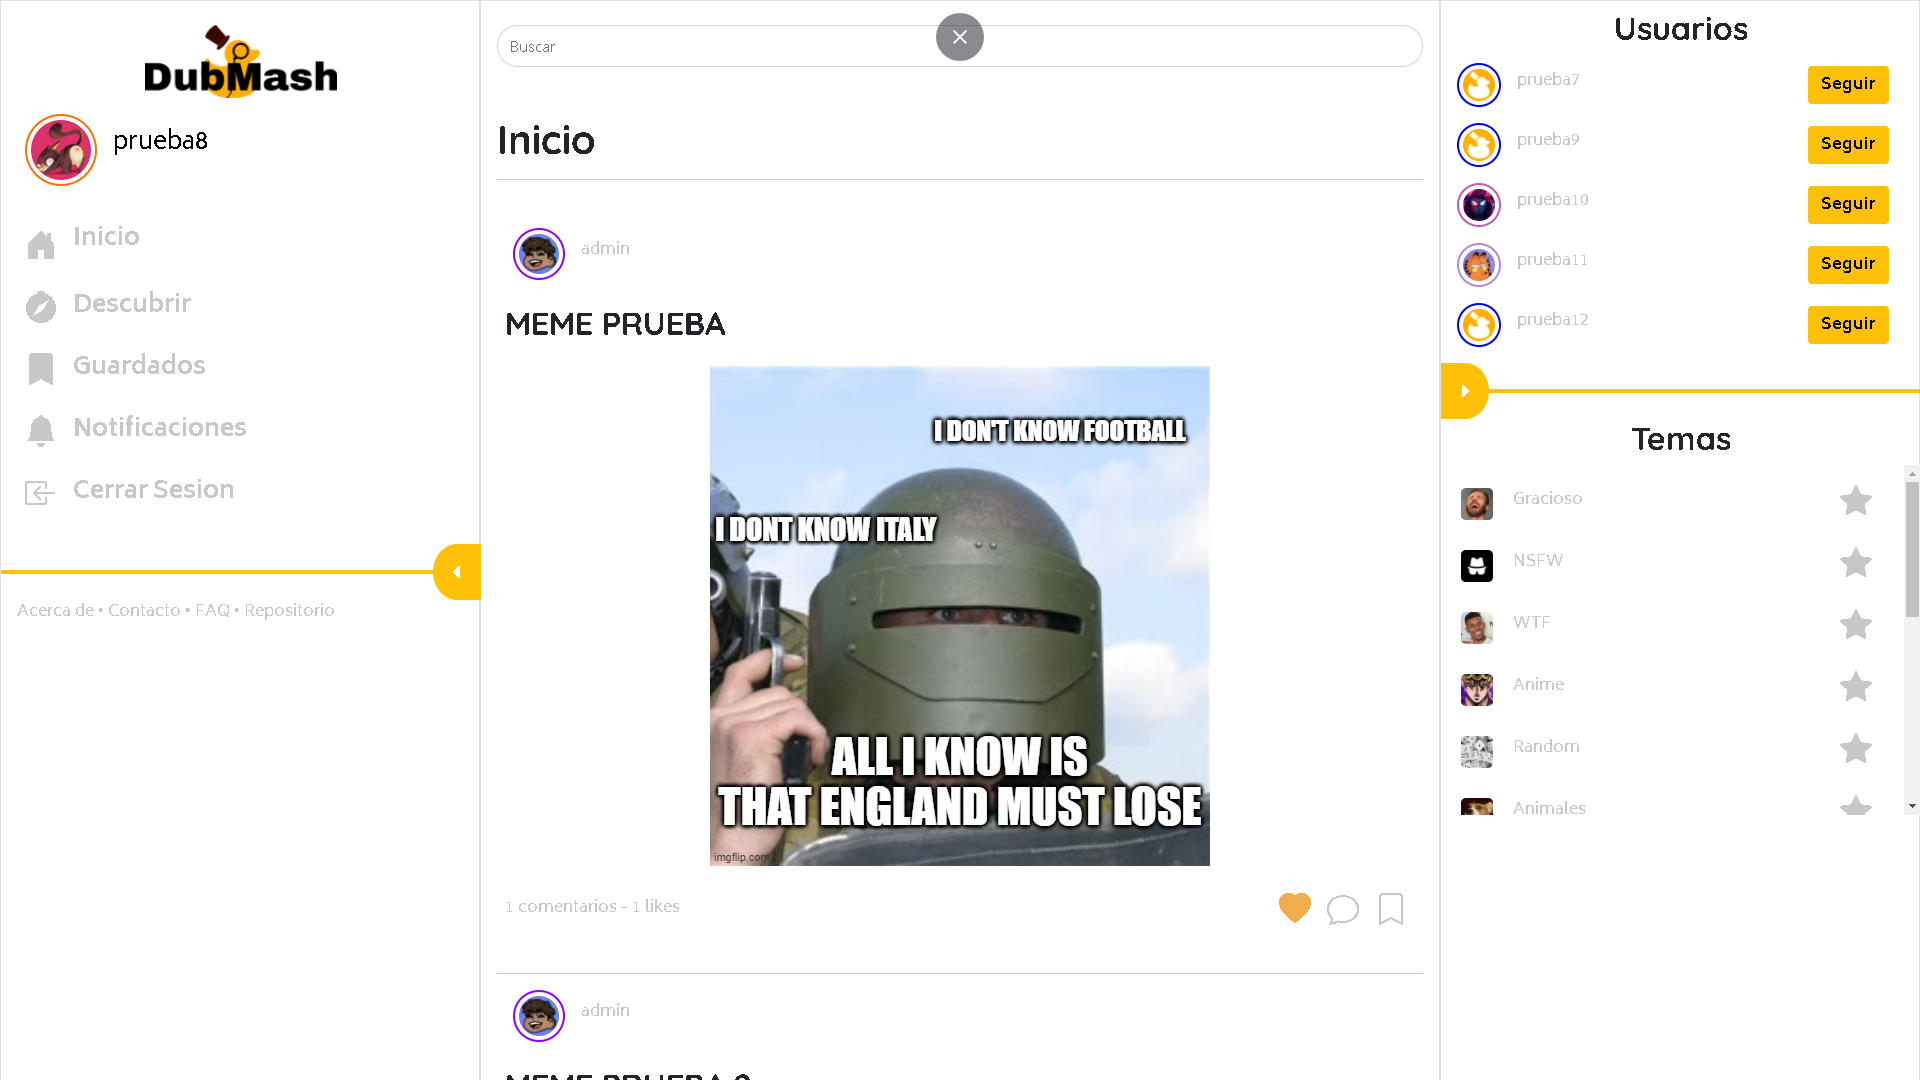 DubMash
prueba8
Inicio
Descubrir
Guardados
Notificaciones
Cerrar Sesion
Acerca de • Contacto • FAQ • Repositorio
Buscar
Inicio
admin
MEME PRUEBA
I DON'T KNOW FOOTBALL
I DONT KNOW ITALY
ALL I KNOW IS
THAT ENGLAND MUST LOSE
imgflip.com
1 comentarios - 1 likes
admin
Usuarios
prueba7 Seguir
prueba9 Seguir
prueba10 Seguir
prueba11 Seguir
prueba12 Seguir
Temas
Gracioso
NSFW
WTF
Anime
Random
Animales